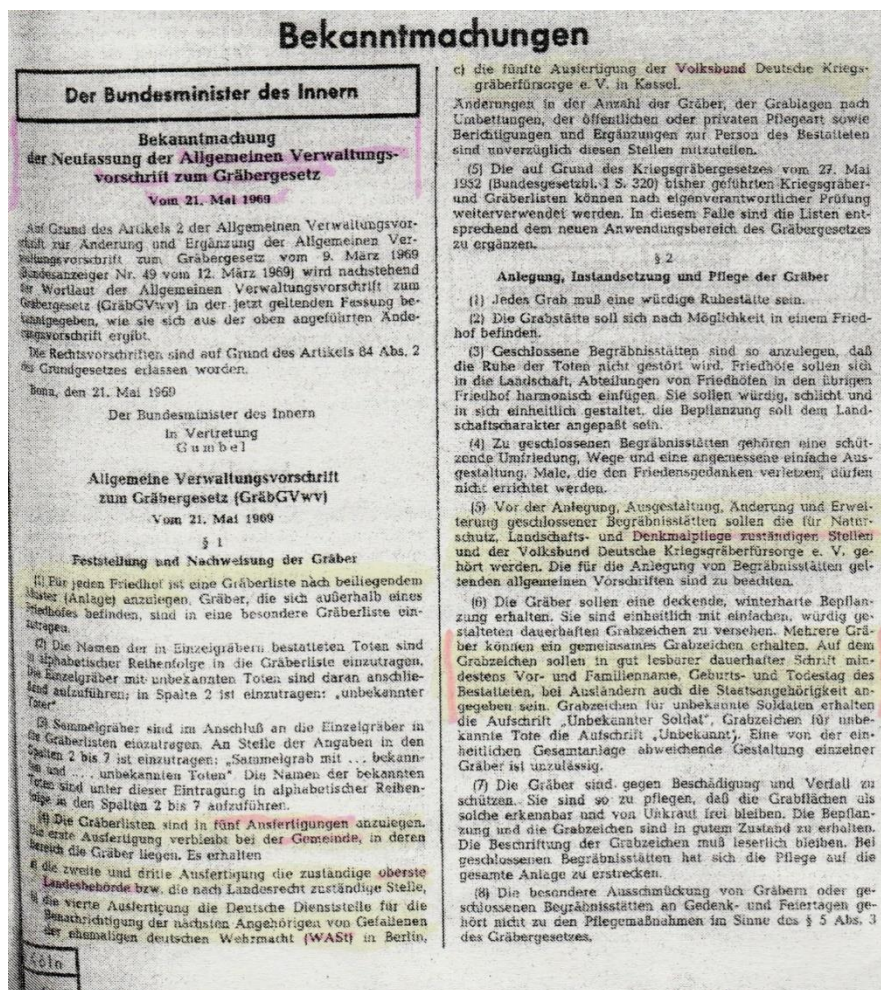 Bekanntmachungen
Der Bundesminister des Innern
Bekanntmachung
der Neufassung der Allgemeinen Verwaltungs-
vorschrift zum Gräbergesetz
Vom 21. Mai 1969
Auf Grund des Artikels 2 der Allgemeinen Verwaltungsvor-
schrift zur Änderung und Ergänzung der Allgemeinen Ver-
waltungsvorschrift zum Gräbergesetz vom 9. März 1969
Bundesanzeiger Nr. 49 vom 12. März 1969) wird nachstehend
der Wortlaut der Allgemeinen Verwaltungsvorschrift zum
Gräbergesetz (GräbGVwv) in der jetzt geltenden Fassung be-
kanntgegeben, wie sie sich aus der oben angeführten Ände-
rungsvorschrift ergibt.
Die Rechtsvorschriften sind auf Grund des Artikels 84 Abs. 2
des Grundgesetzes erlassen worden.
Bonn, den 21. Mai 1969
Der Bundesminister des Innern
In Vertretung
Gumbel
Allgemeine Verwaltungsvorschrift
zum Gräbergesetz (GräbGVwv)
Vom 21. Mai 1969
§ 1
Feststellung und Nachweisung der Gräber
(1) Für jeden Friedhof ist eine Gräberliste nach beiliegendem
Muster (Anlage) anzulegen. Gräber, die sich außerhalb eines
Friedhofes befinden, sind in eine besondere Gräberliste ein-
zutragen.
(2) Die Namen der in Einzelgräbern bestatteten Toten sind
in alphabetischer Reihenfolge in die Gräberliste einzutragen.
Die Einzelgräber mit unbekannten Toten sind daran anschlie-
ßend aufzuführen; in Spalte 2 ist einzutragen: „unbekannter
Toter".
(3) Sammelgräber sind im Anschluß an die Einzelgräber in
die Gräberlisten einzutragen. An Stelle der Angaben in den
Spalten 2 bis 7 ist einzutragen: „Sammelgrab mit ... bekann-
ten und .... unbekannten Toten". Die Namen der bekannten
Toten sind unter dieser Eintragung in alphabetischer Reihen-
folge in den Spalten 2 bis 7 aufzuführen.
(4) Die Gräberlisten sind in fünf Ausfertigungen anzulegen.
Die erste Ausfertigung verbleibt bei der Gemeinde, in deren
Bereich die Gräber liegen. Es erhalten
a) die zweite und dritte Ausfertigung die zuständige oberste
Landesbehörde bzw. die nach Landesrecht zuständige Stelle,
b) die vierte Ausfertigung die Deutsche Dienststelle für die
Benachrichtigung der nächsten Angehörigen von Gefallenen
der ehemaligen deutschen Wehrmacht (WASt) in Berlin,
Köln
c) die fünfte Ausfertigung der Volksbund Deutsche Kriegs-
gräberfürsorge e. V. in Kassel.
Änderungen in der Anzahl der Gräber, der Grablagen nach
Umbettungen, der öffentlichen oder privaten Pflegeart sowie
Berichtigungen und Ergänzungen zur Person des Bestatteten
sind unverzüglich diesen Stellen mitzuteilen.
(5) Die auf Grund des Kriegsgräbergesetzes vom 27. Mai
1952 (Bundesgesetzbl. I S. 320) bisher geführten Kriegsgräber-
und Gräberlisten können nach eigenverantwortlicher Prüfung
weiterverwendet werden. In diesem Falle sind die Listen ent-
sprechend dem neuen Anwendungsbereich des Gräbergesetzes
zu ergänzen.
§ 2
Anlegung, Instandsetzung und Pflege der Gräber
(1) Jedes Grab muß eine würdige Ruhestätte sein.
(2) Die Grabstätte soll sich nach Möglichkeit in einem Fried-
hof befinden.
(3) Geschlossene Begräbnisstätten sind so anzulegen, daß
die Ruhe der Toten nicht gestört wird. Friedhöfe sollen sich
in die Landschaft, Abteilungen von Friedhöfen in den übrigen
Friedhof harmonisch einfügen. Sie sollen würdig, schlicht und
in sich einheitlich gestaltet, die Bepflanzung soll dem Land-
schaftscharakter angepaßt sein.
(4) Zu geschlossenen Begräbnisstätten gehören eine schüt-
zende Umfriedung, Wege und eine angemessene einfache Aus-
gestaltung. Male, die den Friedensgedanken verletzen, dürfen
nicht errichtet werden.
(5) Vor der Anlegung, Ausgestaltung, Änderung und Erwei-
terung geschlossener Begräbnisstätten sollen die für Natur-
schutz, Landschafts- und Denkmalpflege zuständigen Stellen
und der Volksbund Deutsche Kriegsgräberfürsorge e. V. ge-
hört werden. Die für die Anlegung von Begräbnisstätten gel-
tenden allgemeinen Vorschriften sind zu beachten.
(6) Die Gräber sollen eine deckende, winterharte Bepflan-
zung erhalten. Sie sind einheitlich mit einfachen, würdig ge-
stalteten dauerhaften Grabzeichen zu versehen. Mehrere Grä-
ber können ein gemeinsames Grabzeichen erhalten. Auf dem
Grabzeichen sollen in gut lesbarer dauerhafter Schrift min-
destens Vor- und Familienname, Geburts- und Todestag des
Bestatteten, bei Ausländern auch die Staatsangehörigkeit an-
gegeben sein. Grabzeichen für unbekannte Soldaten erhalten
die Aufschrift „Unbekannter Soldat", Grabzeichen für unbe-
kannte Tote die Aufschrift „Unbekannt". Eine von der ein-
heitlichen Gesamtanlage abweichende Gestaltung einzelner
Gräber ist unzulässig.
(7) Die Gräber sind gegen Beschädigung und Verfall zu
schützen. Sie sind so zu pflegen, daß die Grabflächen als
solche erkennbar und von Unkraut frei bleiben. Die Bepflan-
zung und die Grabzeichen sind in gutem Zustand zu erhalten.
Die Beschriftung der Grabzeichen muß leserlich bleiben. Bei
geschlossenen Begräbnisstätten hat sich die Pflege auf die
gesamte Anlage zu erstrecken.
(8) Die besondere Ausschmückung von Gräbern oder ge-
schlossenen Begräbnisstätten an Gedenk- und Feiertagen ge-
hört nicht zu den Pflegemaßnahmen im Sinne des § 5 Abs. 3
des Gräbergesetzes.